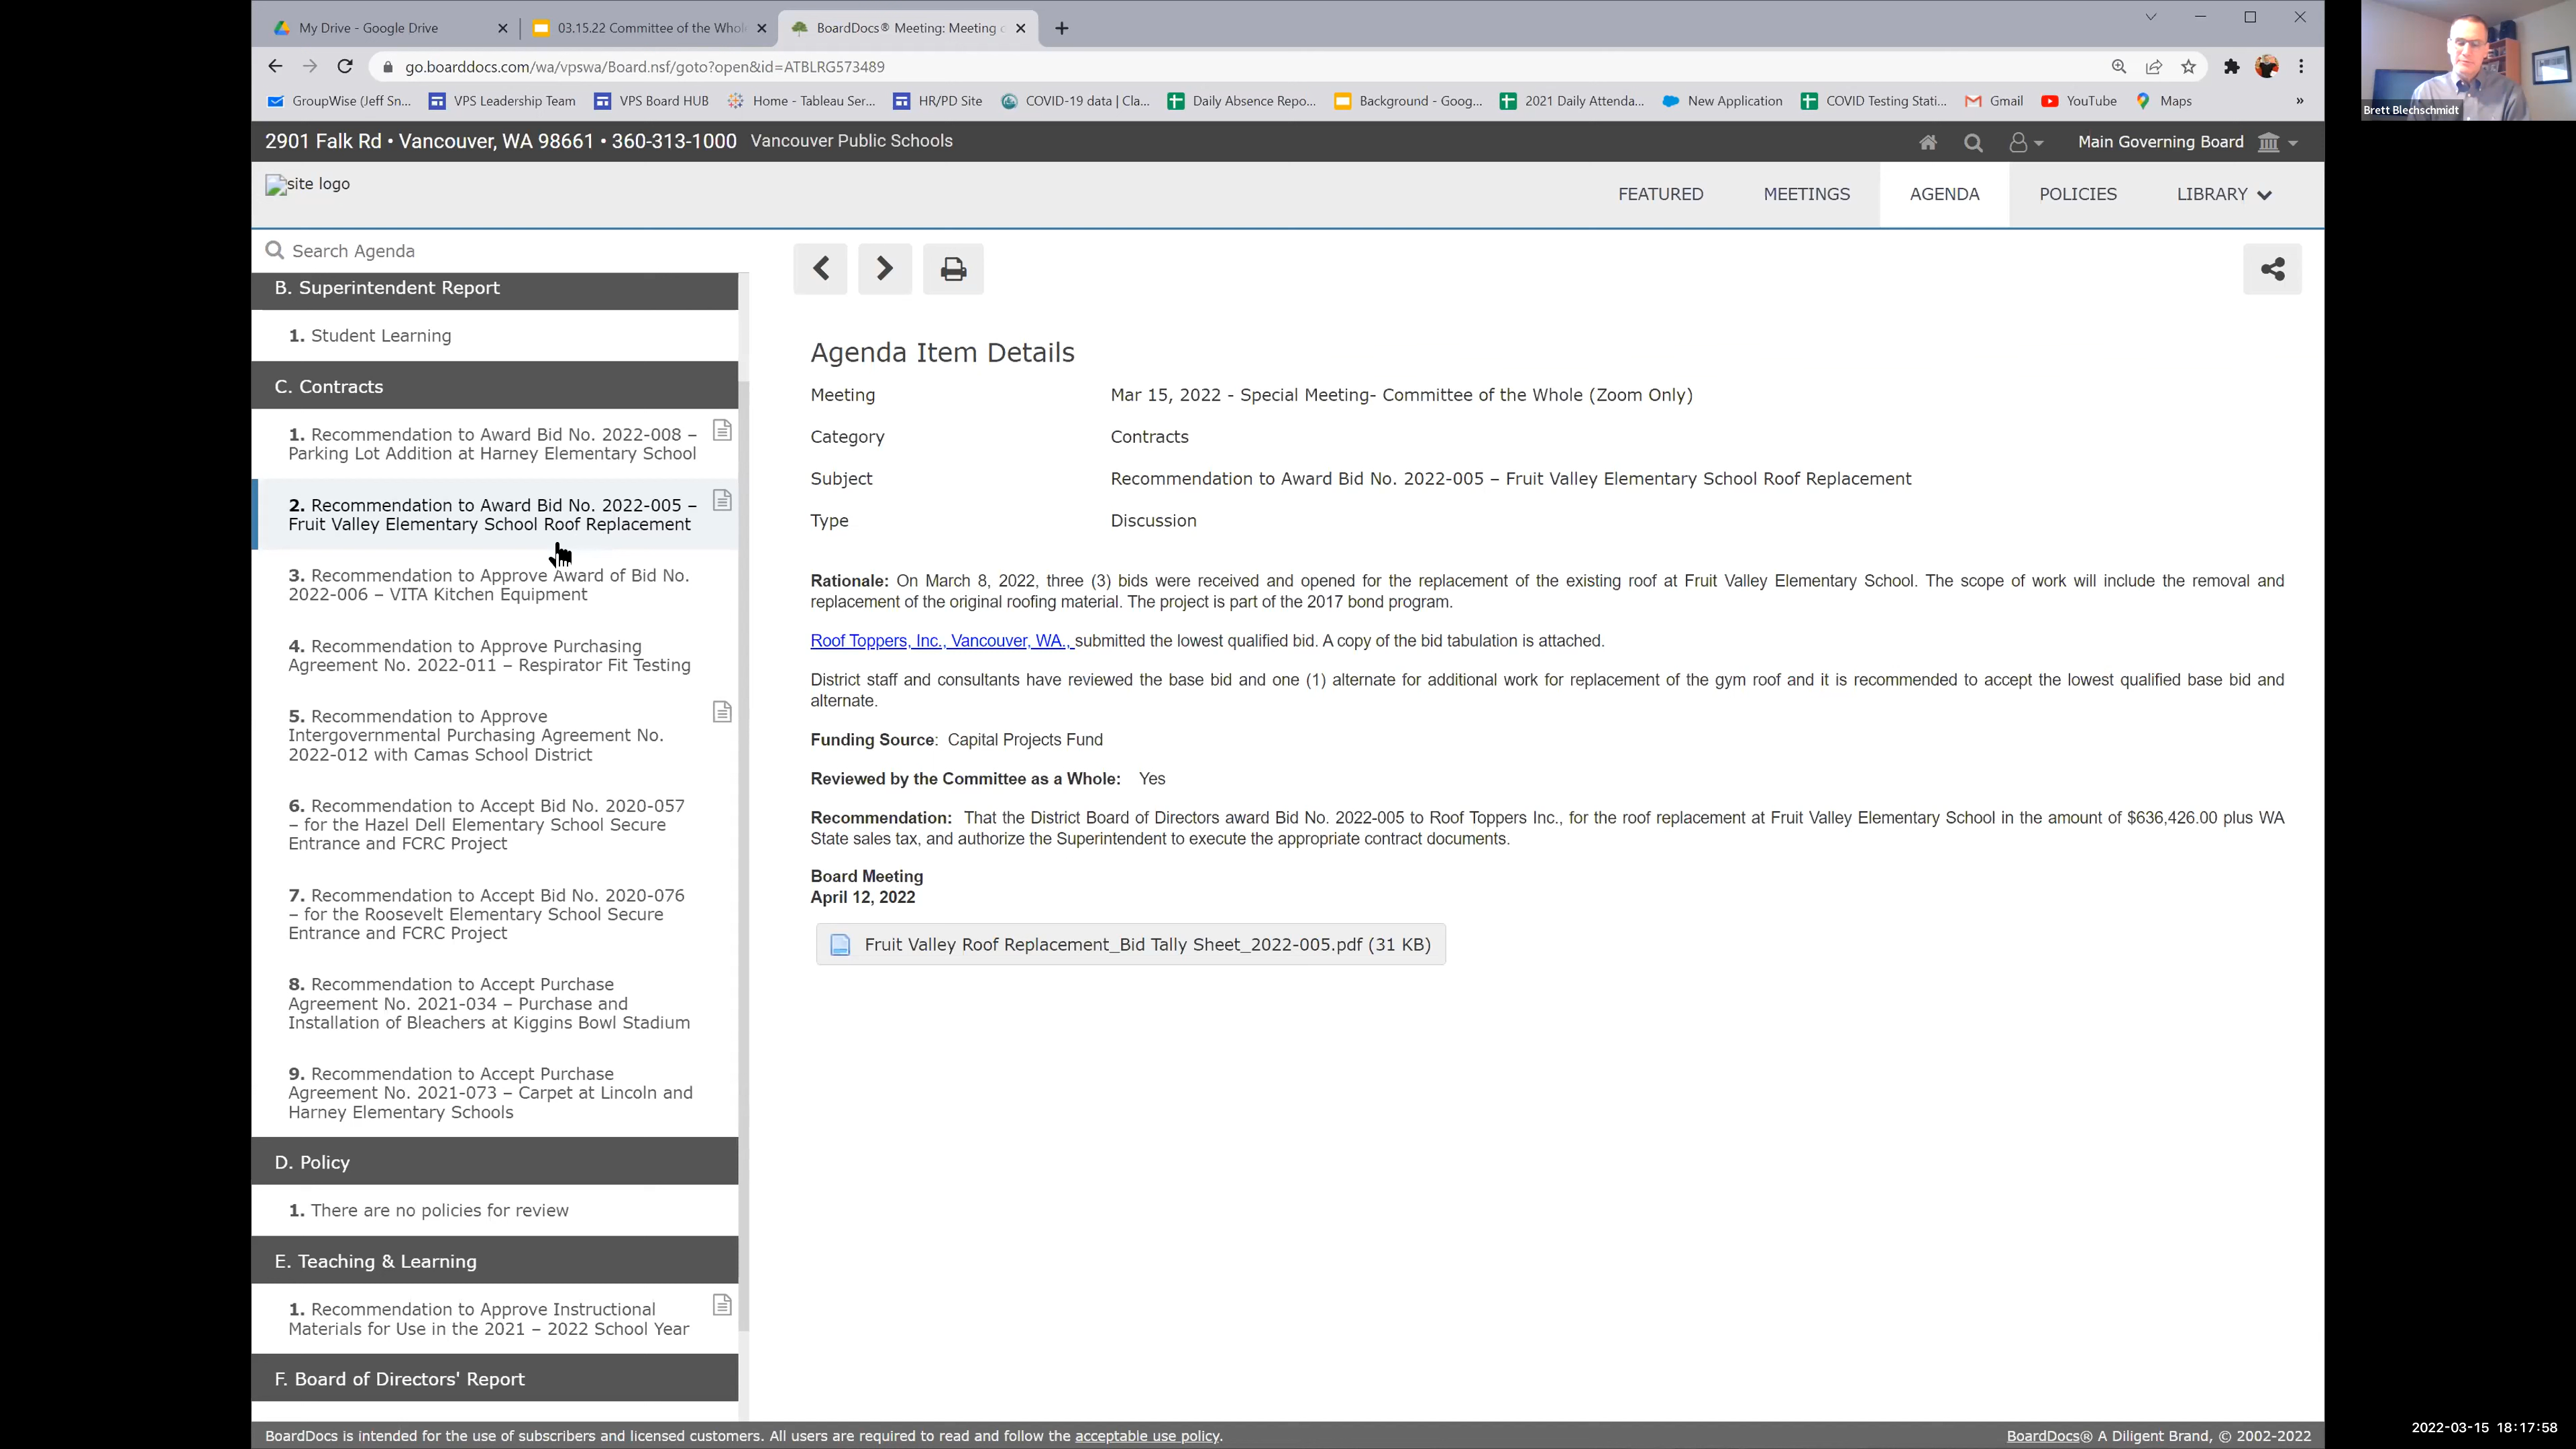 My Drive - Google Drive
03.15.22 Committee of the Whole
BoardDocs® Meeting: Meeting
go.boarddocs.com/wa/vpswa/Board.nsf/goto?open&id=ATBLRG573489
GroupWise (Jeff Sn...
VPS Leadership Team
VPS Board HUB
Home - Tableau Ser...
HR/PD Site
COVID-19 data | Cla...
Daily Absence Repo...
Background - Goog...
2021 Daily Attenda...
New Application
COVID Testing Stati...
Gmail
YouTube
Maps
»
Brett Blechschmidt
2901 Falk Rd • Vancouver, WA 98661 • 360-313-1000 Vancouver Public Schools
Main Governing Board
site logo
FEATURED
MEETINGS
AGENDA
POLICIES
LIBRARY
Search Agenda
B. Superintendent Report
1. Student Learning
C. Contracts
1. Recommendation to Award Bid No. 2022-008 –
Parking Lot Addition at Harney Elementary School
2. Recommendation to Award Bid No. 2022-005 –
Fruit Valley Elementary School Roof Replacement
3. Recommendation to Approve Award of Bid No.
2022-006 – VITA Kitchen Equipment
4. Recommendation to Approve Purchasing
Agreement No. 2022-011 – Respirator Fit Testing
5. Recommendation to Approve
Intergovernmental Purchasing Agreement No.
2022-012 with Camas School District
6. Recommendation to Accept Bid No. 2020-057
– for the Hazel Dell Elementary School Secure
Entrance and FCRC Project
7. Recommendation to Accept Bid No. 2020-076
– for the Roosevelt Elementary School Secure
Entrance and FCRC Project
8. Recommendation to Accept Purchase
Agreement No. 2021-034 – Purchase and
Installation of Bleachers at Kiggins Bowl Stadium
9. Recommendation to Accept Purchase
Agreement No. 2021-073 – Carpet at Lincoln and
Harney Elementary Schools
D. Policy
1. There are no policies for review
E. Teaching & Learning
1. Recommendation to Approve Instructional
Materials for Use in the 2021 – 2022 School Year
F. Board of Directors' Report
Agenda Item Details
Meeting Mar 15, 2022 - Special Meeting- Committee of the Whole (Zoom Only)
Category Contracts
Subject Recommendation to Award Bid No. 2022-005 – Fruit Valley Elementary School Roof Replacement
Type Discussion
Rationale: On March 8, 2022, three (3) bids were received and opened for the replacement of the existing roof at Fruit Valley Elementary School. The scope of work will include the removal and
replacement of the original roofing material. The project is part of the 2017 bond program.
Roof Toppers, Inc., Vancouver, WA., submitted the lowest qualified bid. A copy of the bid tabulation is attached.
District staff and consultants have reviewed the base bid and one (1) alternate for additional work for replacement of the gym roof and it is recommended to accept the lowest qualified base bid and
alternate.
Funding Source: Capital Projects Fund
Reviewed by the Committee as a Whole: Yes
Recommendation: That the District Board of Directors award Bid No. 2022-005 to Roof Toppers Inc., for the roof replacement at Fruit Valley Elementary School in the amount of $636,426.00 plus WA
State sales tax, and authorize the Superintendent to execute the appropriate contract documents.
Board Meeting
April 12, 2022
Fruit Valley Roof Replacement_Bid Tally Sheet_2022-005.pdf (31 KB)
BoardDocs is intended for the use of subscribers and licensed customers. All users are required to read and follow the acceptable use policy.
BoardDocs® A Diligent Brand, © 2002-2022
2022-03-15 18:17:58